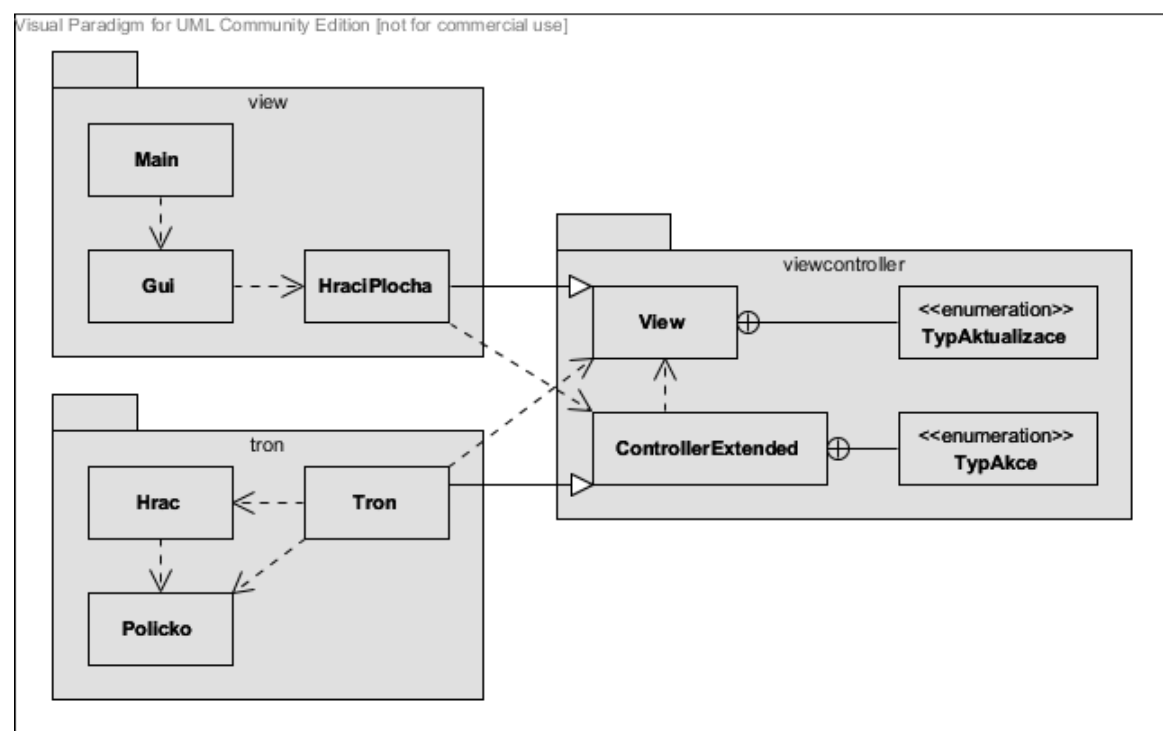 Visual Paradigm for UML Community Edition [not for commercial use]
view
Main
Gui
HraciPlocha
viewcontroller
View
<<enumeration>>
TypAktualizace
ControllerExtended
<<enumeration>>
TypAkce
tron
Hrac
Tron
Policko